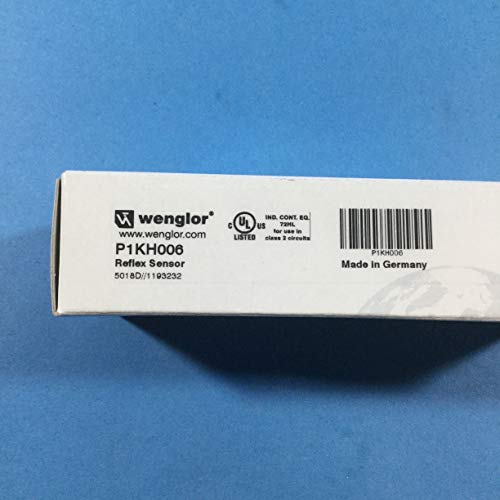 wenglor®
www.wenglor.com
P1KH006
Reflex Sensor
5018D//1193232
C UL US
LISTED
IND. CONT. EQ.
72HL
for use in
class 2 circuits
P1KH006
Made in Germany